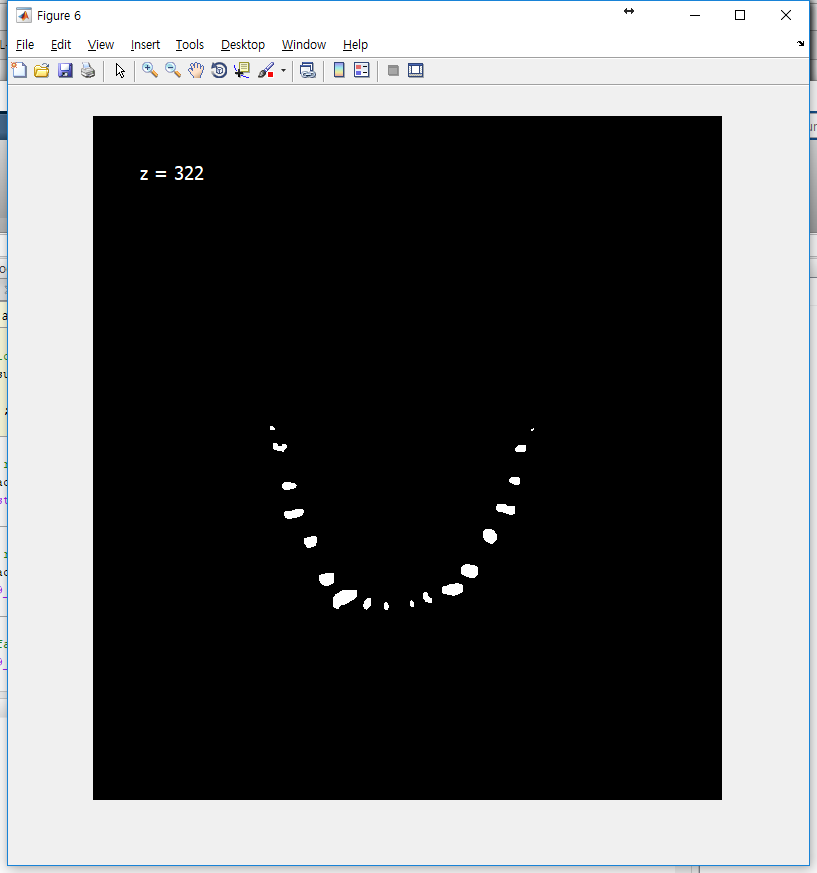 Figure 6
File Edit View Insert Tools Desktop Window Help
z = 322